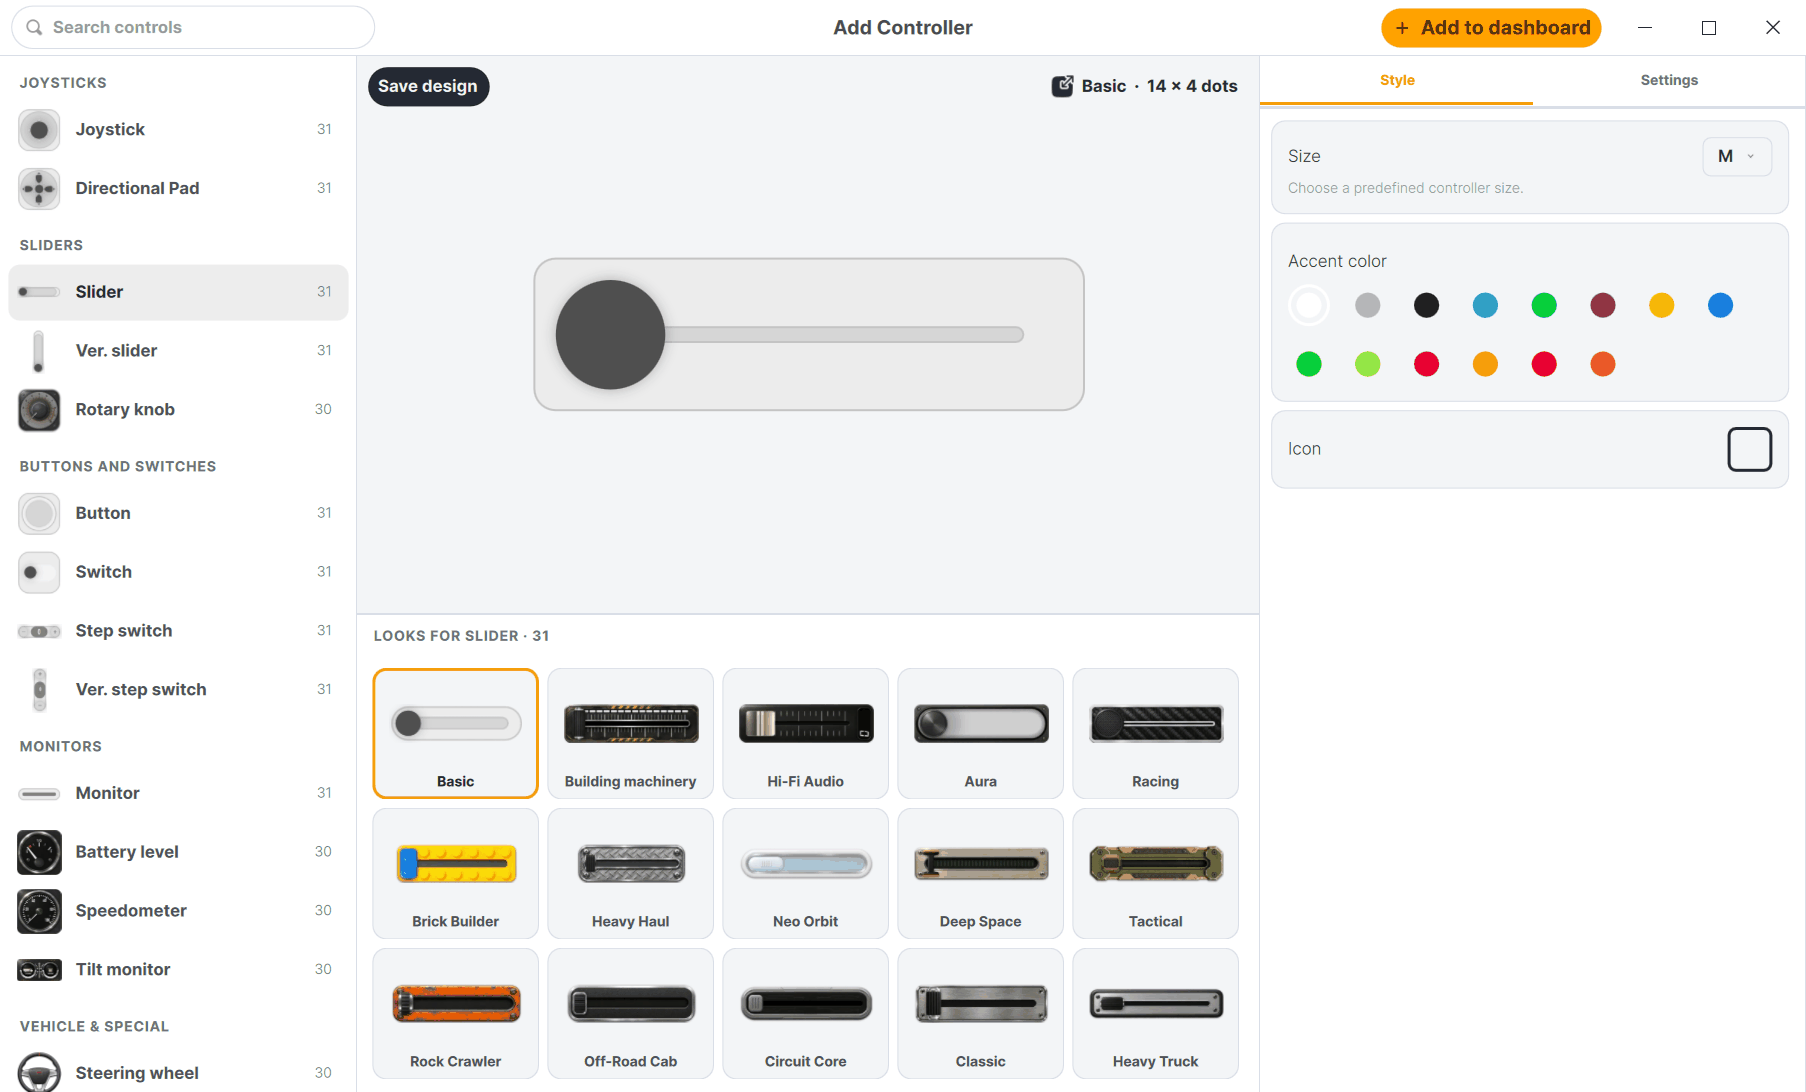 Search controls
Add Controller
+ Add to dashboard
JOYSTICKS
Joystick 31
Directional Pad 31
SLIDERS
Slider 31
Ver. slider 31
Rotary knob 30
BUTTONS AND SWITCHES
Button 31
Switch 31
Step switch 31
Ver. step switch 31
MONITORS
Monitor 31
Battery level 30
Speedometer 30
Tilt monitor 30
VEHICLE & SPECIAL
Steering wheel 30
Save design
Basic · 14 × 4 dots
LOOKS FOR SLIDER · 31
Basic
Building machinery
Hi-Fi Audio
Aura
Racing
Brick Builder
Heavy Haul
Neo Orbit
Deep Space
Tactical
Rock Crawler
Off-Road Cab
Circuit Core
Classic
Heavy Truck
Style
Settings
Size
M
Choose a predefined controller size.
Accent color
Icon